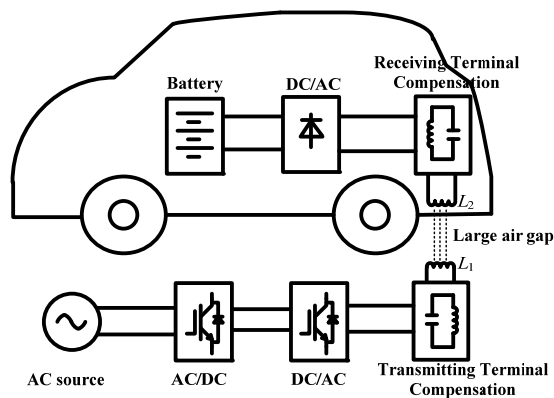 Receiving Terminal
Compensation
Battery
DC/AC
L2
Large air gap
L1
AC source
AC/DC
DC/AC
Transmitting Terminal
Compensation